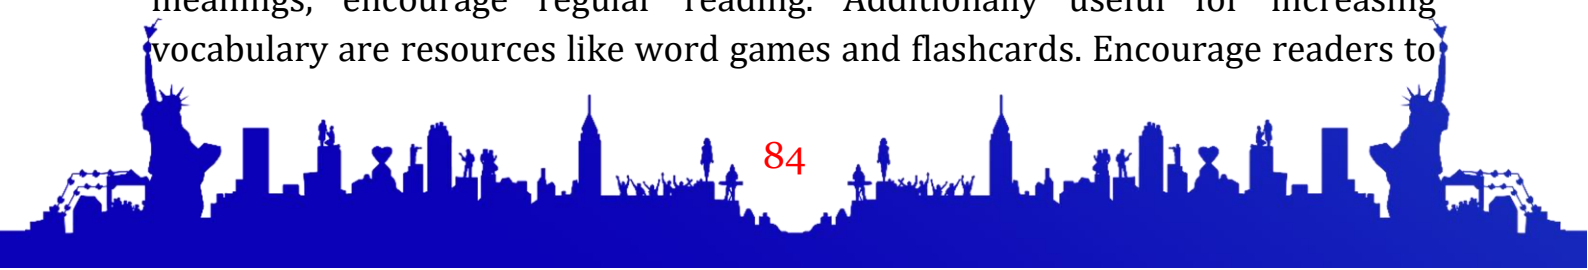 meanings, encourage regular reading. Additionally useful for increasing
vocabulary are resources like word games and flashcards. Encourage readers to
84